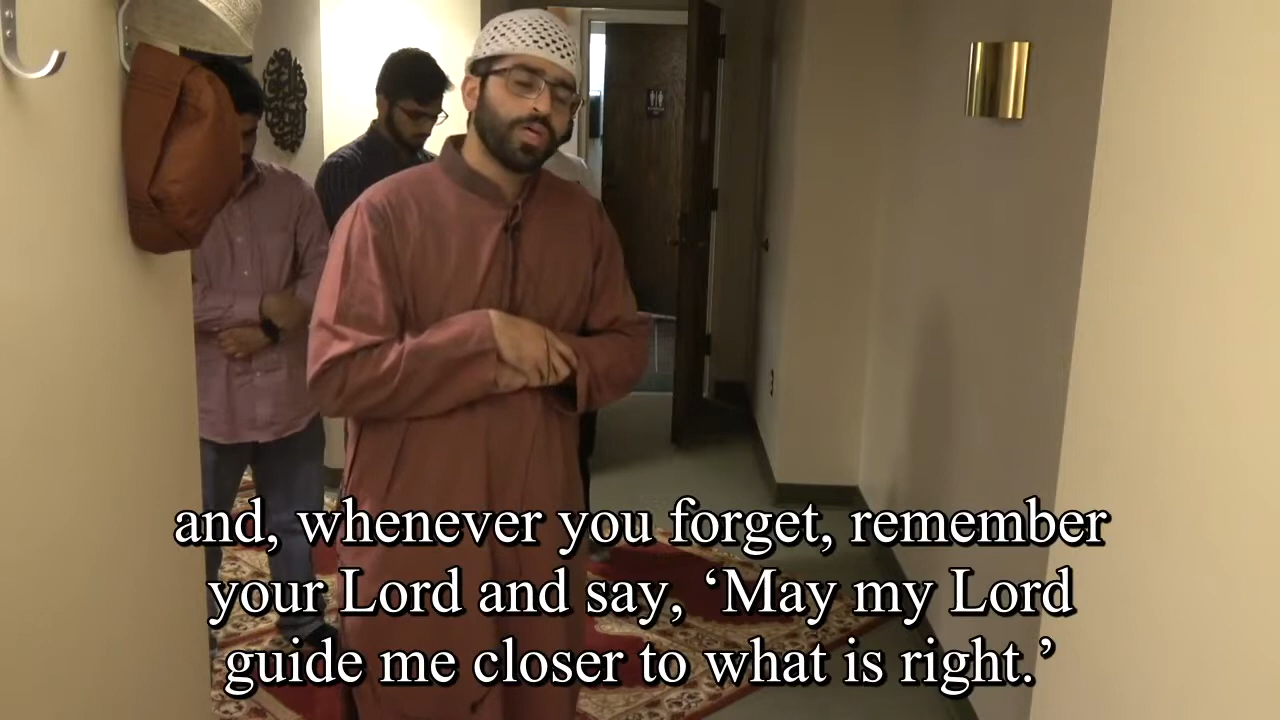 and, whenever you forget, remember
your Lord and say, ‘May my Lord
guide me closer to what is right.’